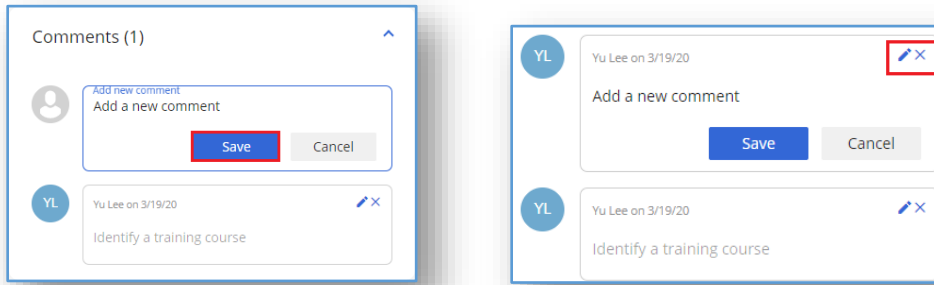 Comments (1)
Add new comment
Add a new comment
Save Cancel
YL
Yu Lee on 3/19/20
Identify a training course
YL
Yu Lee on 3/19/20
Add a new comment
Save Cancel
YL
Yu Lee on 3/19/20
Identify a training course